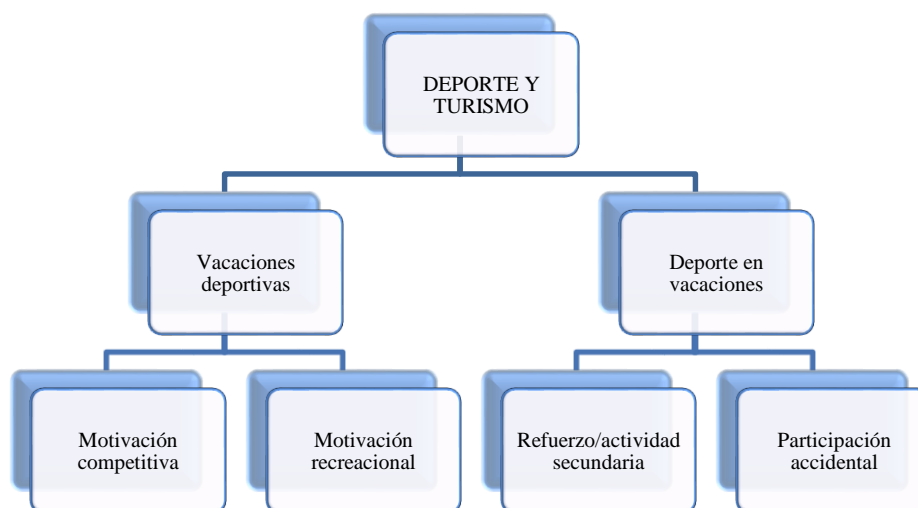 DEPORTE Y
TURISMO
Vacaciones
deportivas
Deporte en
vacaciones
Motivación
competitiva
Motivación
recreacional
Refuerzo/actividad
secundaria
Participación
accidental